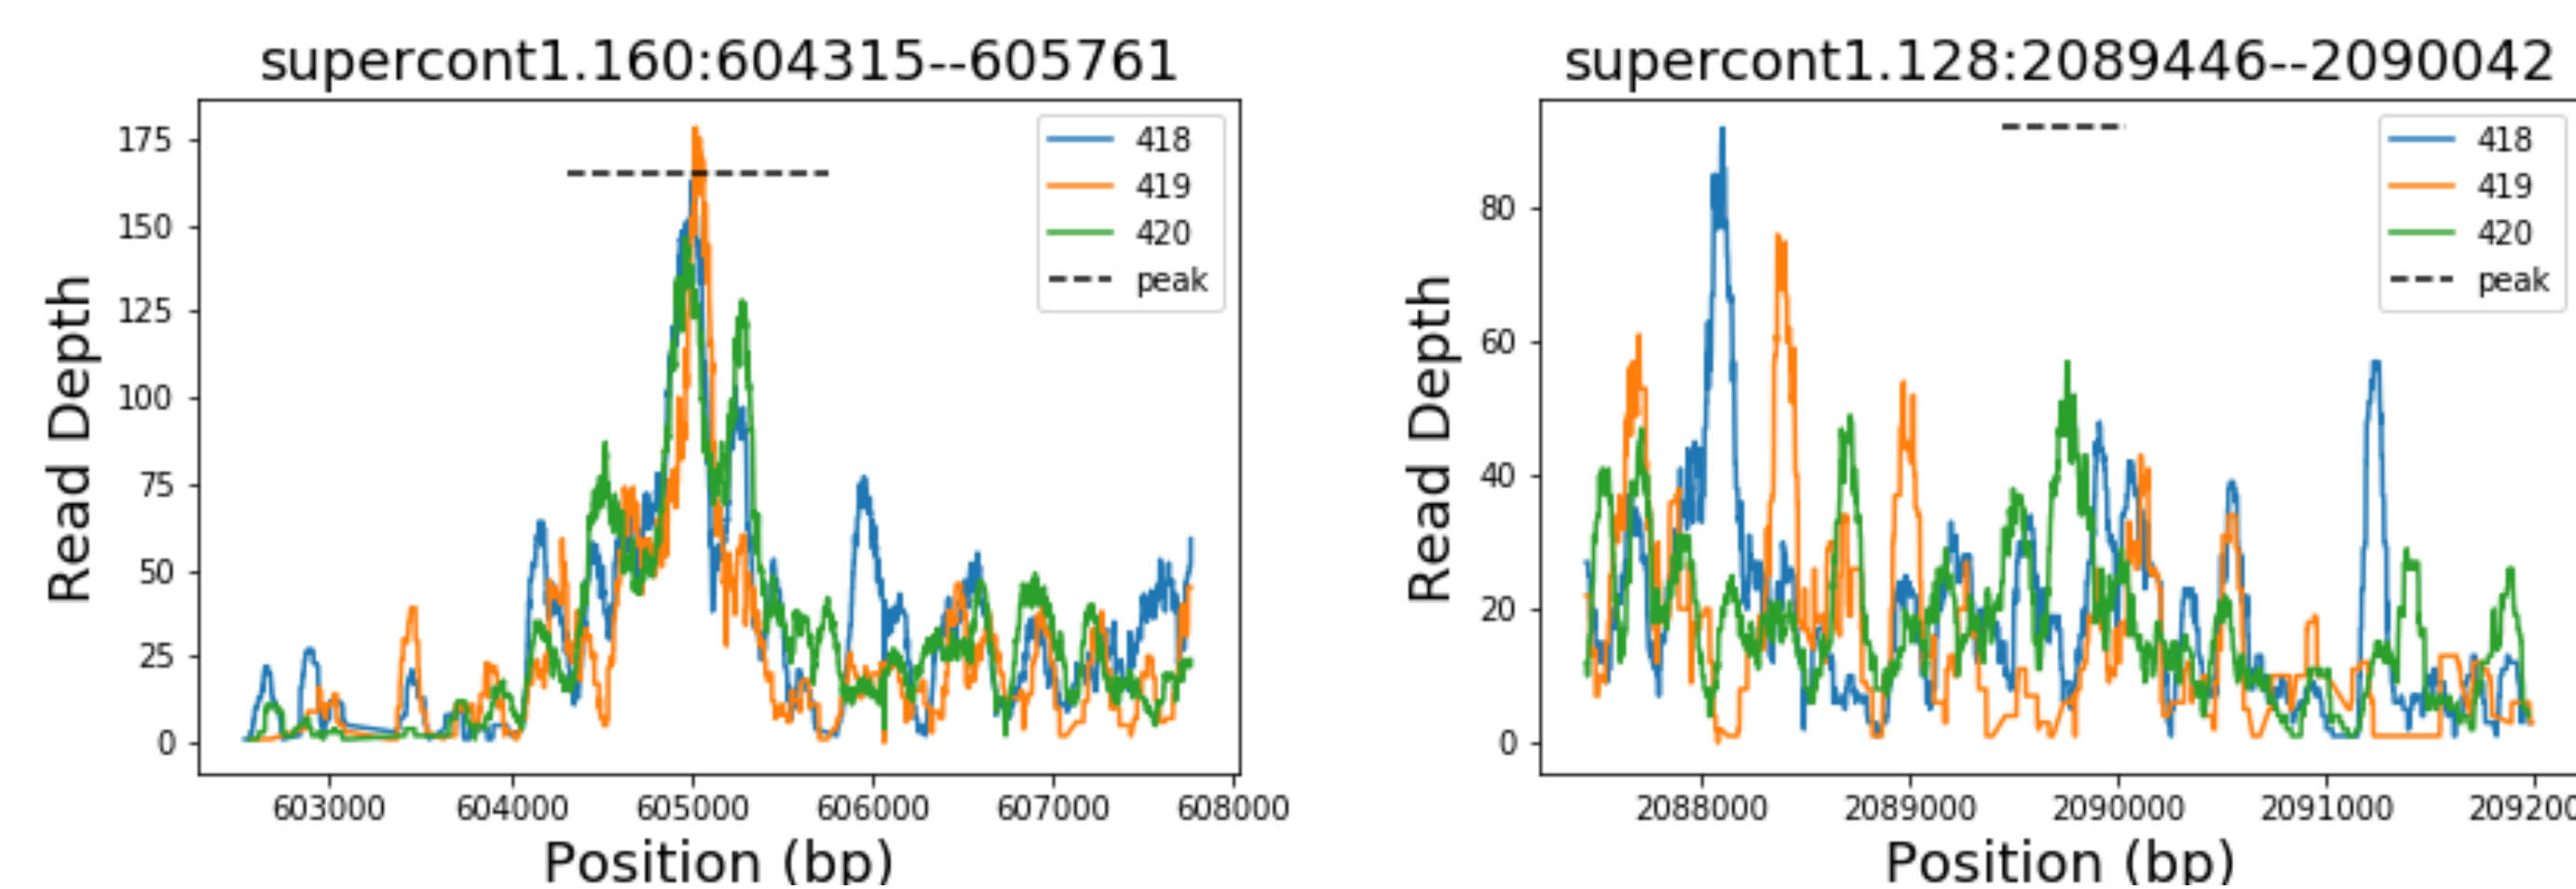 supercont1.160:604315--605761
175
150
125
100
75
50
25
0
Read Depth
418
419
420
peak
603000 604000 605000 606000 607000 608000
Position (bp)
supercont1.128:2089446--2090042
80
60
40
20
0
Read Depth
418
419
420
peak
2088000 2089000 2090000 2091000 209200
Position (bp)